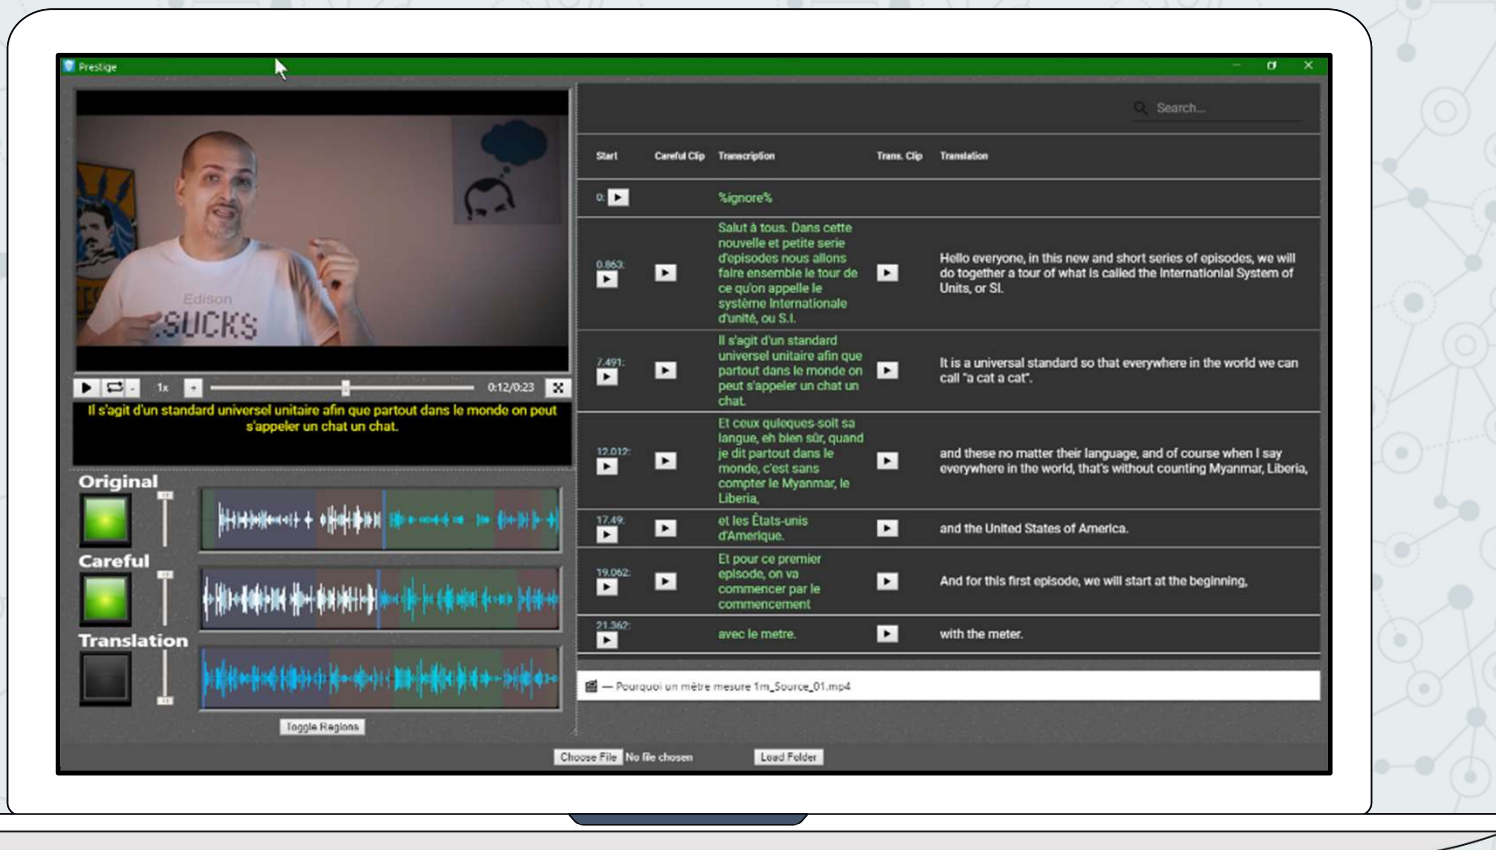 Prestige
Edison
SUCKS
1x
0:12/0:23
Il s'agit d'un standard universel unitaire afin que partout dans le monde on peut
s'appeler un chat un chat.
Original
Careful
Translation
Toggle Regions
Search...
Start Careful Clip Transcription Trans. Clip Translation
0:
%ignore%
0.863:
Salut à tous. Dans cette
nouvelle et petite serie
d'episodes nous allons
faire ensemble le tour de
ce qu'on appelle le
système Internationale
d'unité, ou S.I.
Hello everyone, in this new and short series of episodes, we will
do together a tour of what is called the Internationial System of
Units, or SI.
7.491:
Il s'agit d'un standard
universel unitaire afin que
partout dans le monde on
peut s'appeler un chat un
chat.
It is a universal standard so that everywhere in the world we can
call "a cat a cat".
12.012:
Et ceux quleques-soit sa
langue, eh bien sûr, quand
je dit partout dans le
monde, c'est sans
compter le Myanmar, le
Liberia,
and these no matter their language, and of course when I say
everywhere in the world, that's without counting Myanmar, Liberia,
17.49:
et les États-unis
d'Amerique.
and the United States of America.
19.062:
Et pour ce premier
episode, on va
commencer par le
commencement
And for this first episode, we will start at the beginning,
21.362:
avec le metre.
with the meter.
— Pourquoi un mètre mesure 1m_Source_01.mp4
Choose File No file chosen
Load Folder